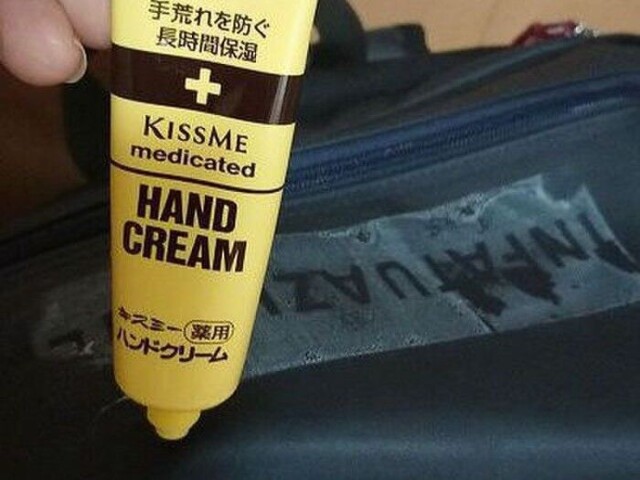 手荒れを防ぐ
長時間保湿
KISSME
medicated
HAND
CREAM
キスミー 薬用
ハンドクリーム
INFATUAZI